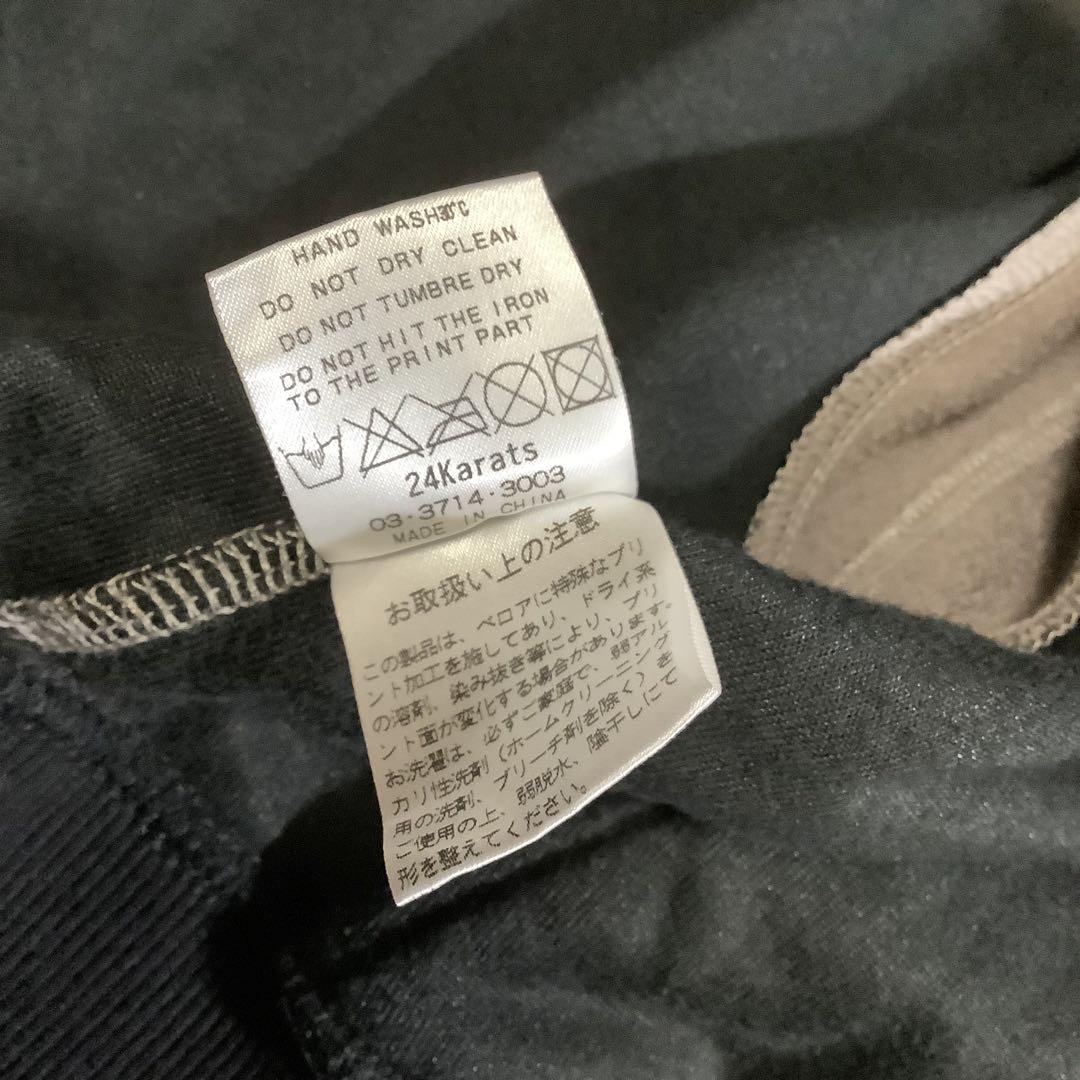 HAND WASH30℃
DO NOT DRY CLEAN
DO NOT TUMBRE DRY
DO NOT HIT THE IRON
TO THE PRINT PART
24Karats
03・3714・3003
MADE IN CHINA
お取扱い上の注意
この製品は、ベロアに特殊なプリ
ント加工を施してあり、ドライ系
の溶剤、染み抜き等により、プリ
ント面が変化する場合があります。
お洗濯は、必ずご家庭で、弱アル
カリ性洗剤（ホームクリーニング
用の洗剤、ブリーチ剤を除く）を
ご使用の上、弱脱水、陰干しにて
形を整えてください。